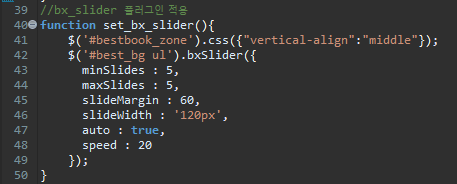 39 //bx_slider 플러그인 적용
40 function set_bx_slider(){
41 $('#bestbook_zone').css({"vertical-align":"middle"});
42 $('#best_bg ul').bxSlider({
43 minSlides : 5,
44 maxSlides : 5,
45 slideMargin : 60,
46 slideWidth : '120px',
47 auto : true,
48 speed : 20
49 });
50 }